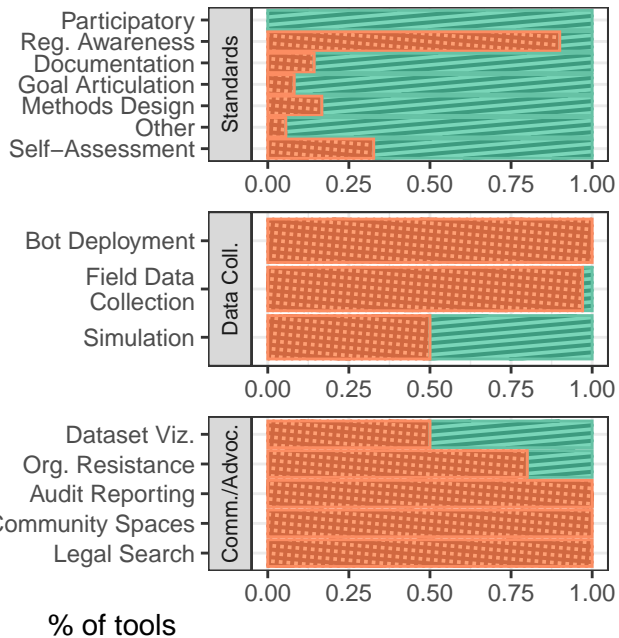 Participatory
Reg. Awareness
Documentation
Goal Articulation
Methods Design
Other
Self−Assessment
Standards
0.00 0.25 0.50 0.75 1.00
Bot Deployment
Field Data
Collection
Simulation
Data Coll.
0.00 0.25 0.50 0.75 1.00
Dataset Viz.
Org. Resistance
Audit Reporting
Community Spaces
Legal Search
Comm./Advoc.
0.00 0.25 0.50 0.75 1.00
% of tools